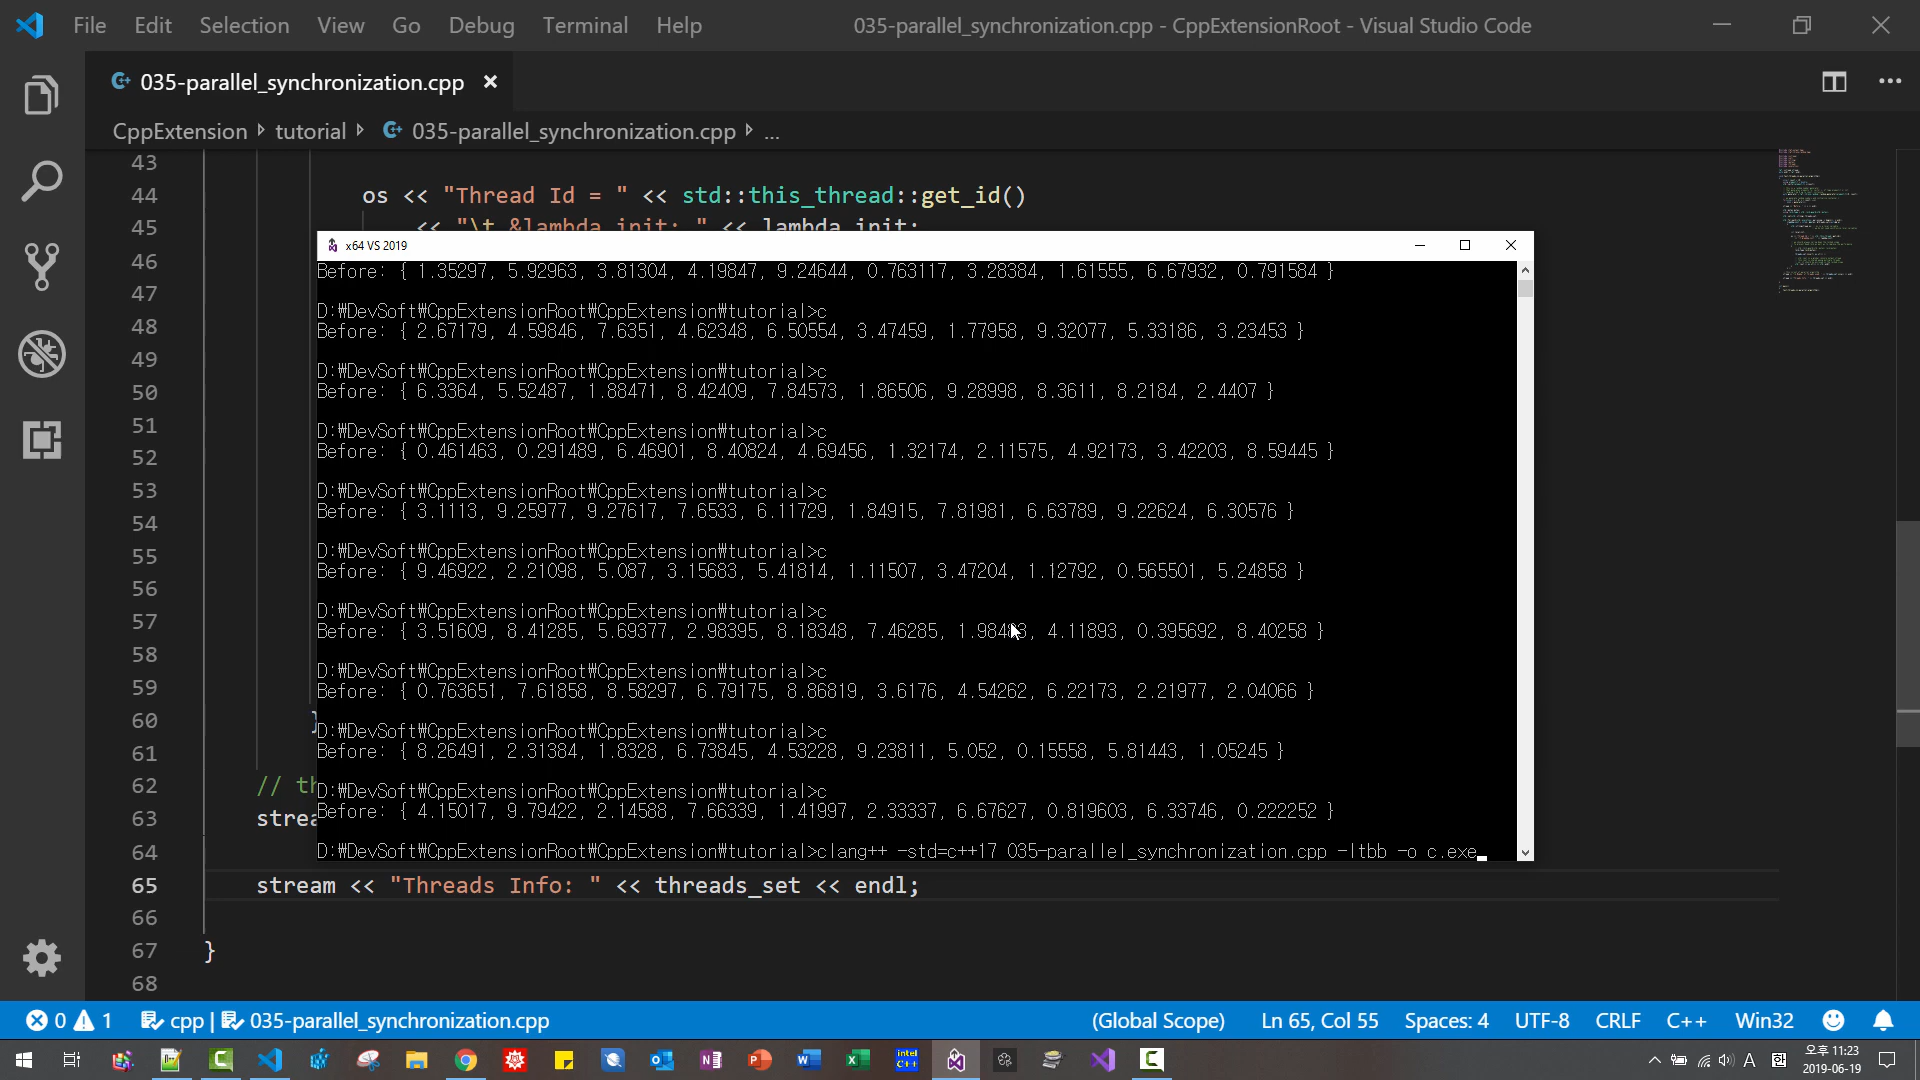 File Edit Selection View Go Debug Terminal Help
035-parallel_synchronization.cpp - CppExtensionRoot - Visual Studio Code
035-parallel_synchronization.cpp
CppExtension tutorial 035-parallel_synchronization.cpp ...
43
44 os << "Thread Id = " << std::this_thread::get_id()
45 << "\t &lambda_init: " << lambda_init;
x64 VS 2019
46
47
48
49
50
51
52
53
54
55
56
57
58
59
60 }
61
62 // th
63 strea
Before: { 1.35297, 5.92963, 3.81304, 4.19847, 9.24644, 0.763117, 3.28384, 1.61555, 6.67932, 0.791584 }
D:₩DevSoft₩CppExtensionRoot₩CppExtension₩tutorial>c
Before: { 2.67179, 4.59846, 7.6351, 4.62348, 6.50554, 3.47459, 1.77958, 9.32077, 5.33186, 3.23453 }
D:₩DevSoft₩CppExtensionRoot₩CppExtension₩tutorial>c
Before: { 6.3364, 5.52487, 1.88471, 8.42409, 7.84573, 1.86506, 9.28998, 8.3611, 8.2184, 2.4407 }
D:₩DevSoft₩CppExtensionRoot₩CppExtension₩tutorial>c
Before: { 0.461463, 0.291489, 6.46901, 8.40824, 4.69456, 1.32174, 2.11575, 4.92173, 3.42203, 8.59445 }
D:₩DevSoft₩CppExtensionRoot₩CppExtension₩tutorial>c
Before: { 3.1113, 9.25977, 9.27617, 7.6533, 6.11729, 1.84915, 7.81981, 6.63789, 9.22624, 6.30576 }
D:₩DevSoft₩CppExtensionRoot₩CppExtension₩tutorial>c
Before: { 9.46922, 2.21098, 5.087, 3.15683, 5.41814, 1.11507, 3.47204, 1.12792, 0.565501, 5.24858 }
D:₩DevSoft₩CppExtensionRoot₩CppExtension₩tutorial>c
Before: { 3.51609, 8.41285, 5.69377, 2.98395, 8.18348, 7.46285, 4.11893, 0.395692, 8.40258 }
D:₩DevSoft₩CppExtensionRoot₩CppExtension₩tutorial>c
Before: { 0.763651, 7.61858, 8.58297, 6.79175, 8.86819, 3.6176, 4.54262, 6.22173, 2.21977, 2.04066 }
D:₩DevSoft₩CppExtensionRoot₩CppExtension₩tutorial>c
Before: { 8.26491, 2.31384, 1.8328, 6.73845, 4.53228, 9.23811, 5.052, 0.15558, 5.81443, 1.05245 }
D:₩DevSoft₩CppExtensionRoot₩CppExtension₩tutorial>c
Before: { 4.15017, 9.79422, 2.14588, 7.66339, 1.41997, 2.33337, 6.67627, 0.819603, 6.33746, 0.222252 }
D:₩DevSoft₩CppExtensionRoot₩CppExtension₩tutorial>clang++ -std=c++17 035-parallel_synchronization.cpp -ltbb -o c.exe
64
65 stream << "Threads Info: " << threads_set << endl;
66
67 }
68
0 1 cpp | 035-parallel_synchronization.cpp (Global Scope) Ln 65, Col 55 Spaces: 4 UTF-8 CRLF C++ Win32
intel C++
A 한 오후 11:23
2019-06-19